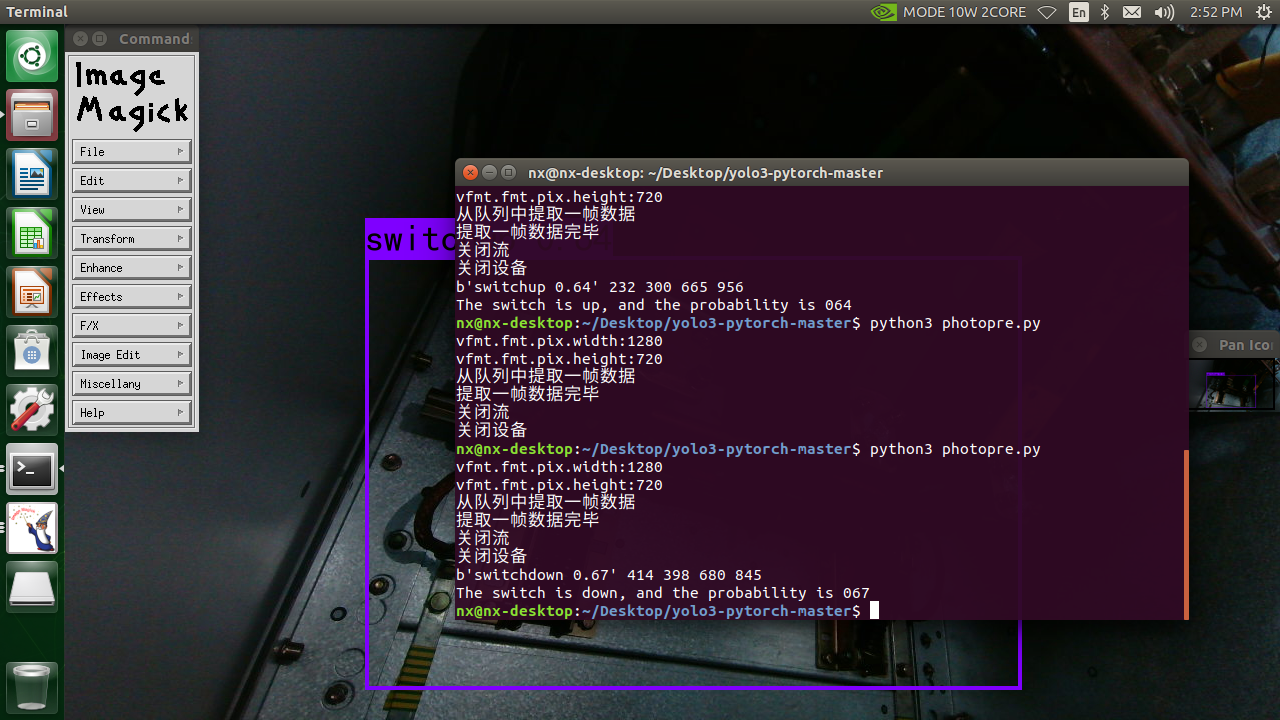 Terminal
MODE 10W 2CORE
En
2:52 PM
Command
Image
Magick
File
Edit
View
Transform
Enhance
Effects
F/X
Image Edit
Miscellany
Help
switc
nx@nx-desktop: ~/Desktop/yolo3-pytorch-master
vfmt.fmt.pix.height:720
从队列中提取一帧数据
提取一帧数据完毕
关闭流
关闭设备
b'switchup 0.64' 232 300 665 956
The switch is up, and the probability is 064
nx@nx-desktop:~/Desktop/yolo3-pytorch-master$ python3 photopre.py
vfmt.fmt.pix.width:1280
vfmt.fmt.pix.height:720
从队列中提取一帧数据
提取一帧数据完毕
关闭流
关闭设备
nx@nx-desktop:~/Desktop/yolo3-pytorch-master$ python3 photopre.py
vfmt.fmt.pix.width:1280
vfmt.fmt.pix.height:720
从队列中提取一帧数据
提取一帧数据完毕
关闭流
关闭设备
b'switchdown 0.67' 414 398 680 845
The switch is down, and the probability is 067
nx@nx-desktop:~/Desktop/yolo3-pytorch-master$
Pan Ico